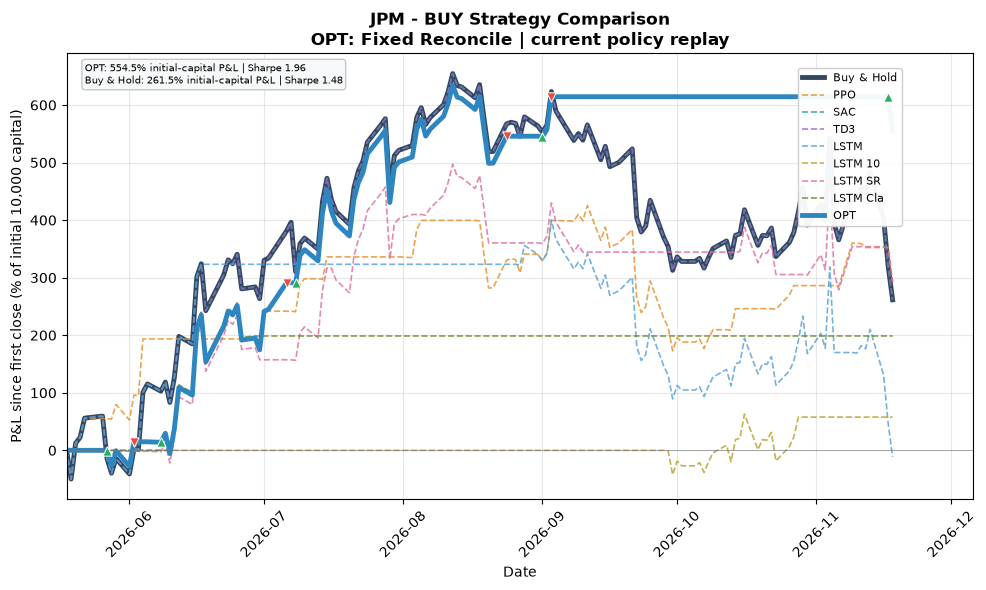 JPM - BUY Strategy Comparison
OPT: Fixed Reconcile | current policy replay
OPT: 554.5% initial-capital P&L | Sharpe 1.96
Buy & Hold: 261.5% initial-capital P&L | Sharpe 1.48
Buy & Hold
PPO
SAC
TD3
LSTM
LSTM 10
LSTM SR
LSTM Cla
OPT
P&L since first close (% of initial 10,000 capital)
600
500
400
300
200
100
0
2026-06
2026-07
2026-08
2026-09
2026-10
2026-11
2026-12
Date